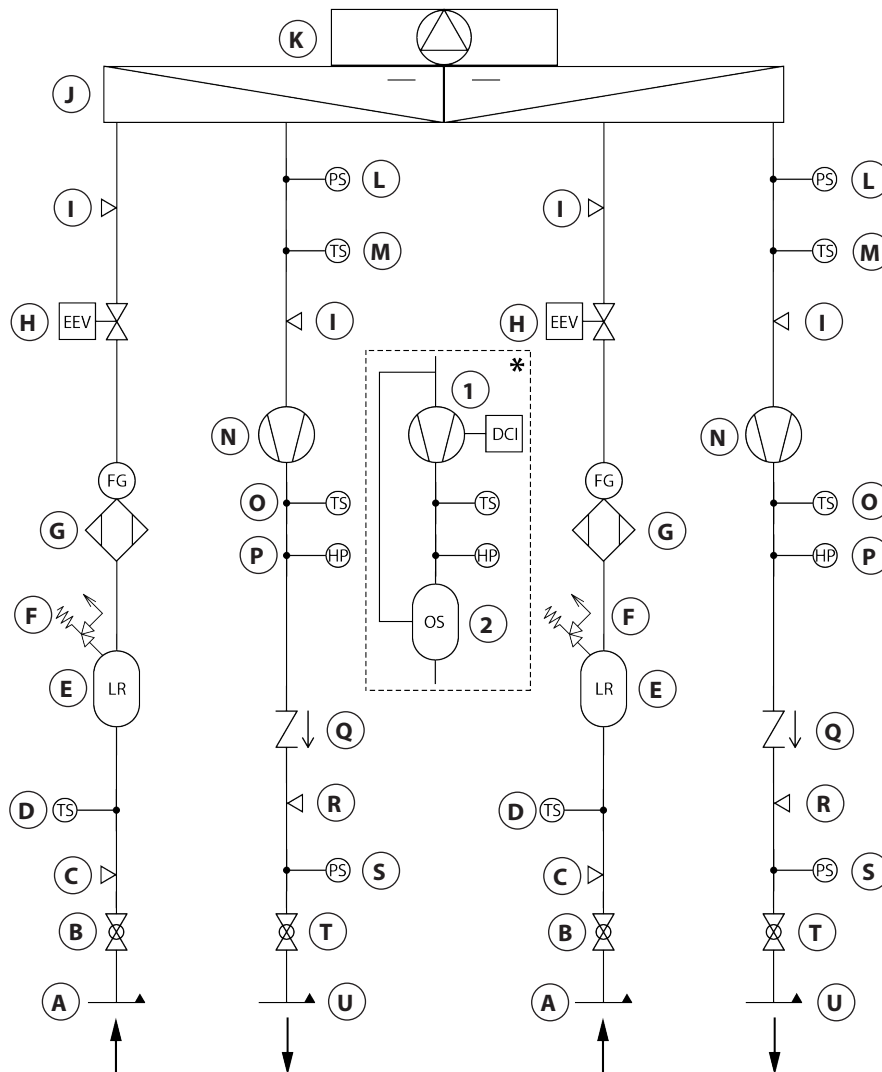 K
J
PS L PS L
I I
TS M TS M
H EEV I H EEV I
* 
1
N DCI N
FG O TS TS FG TS O
G P HP HP G HP P
F OS 2 F
E LR LR E
Q Q
D TS R D TS R
C PS S C PS S
B T B T
A U A U